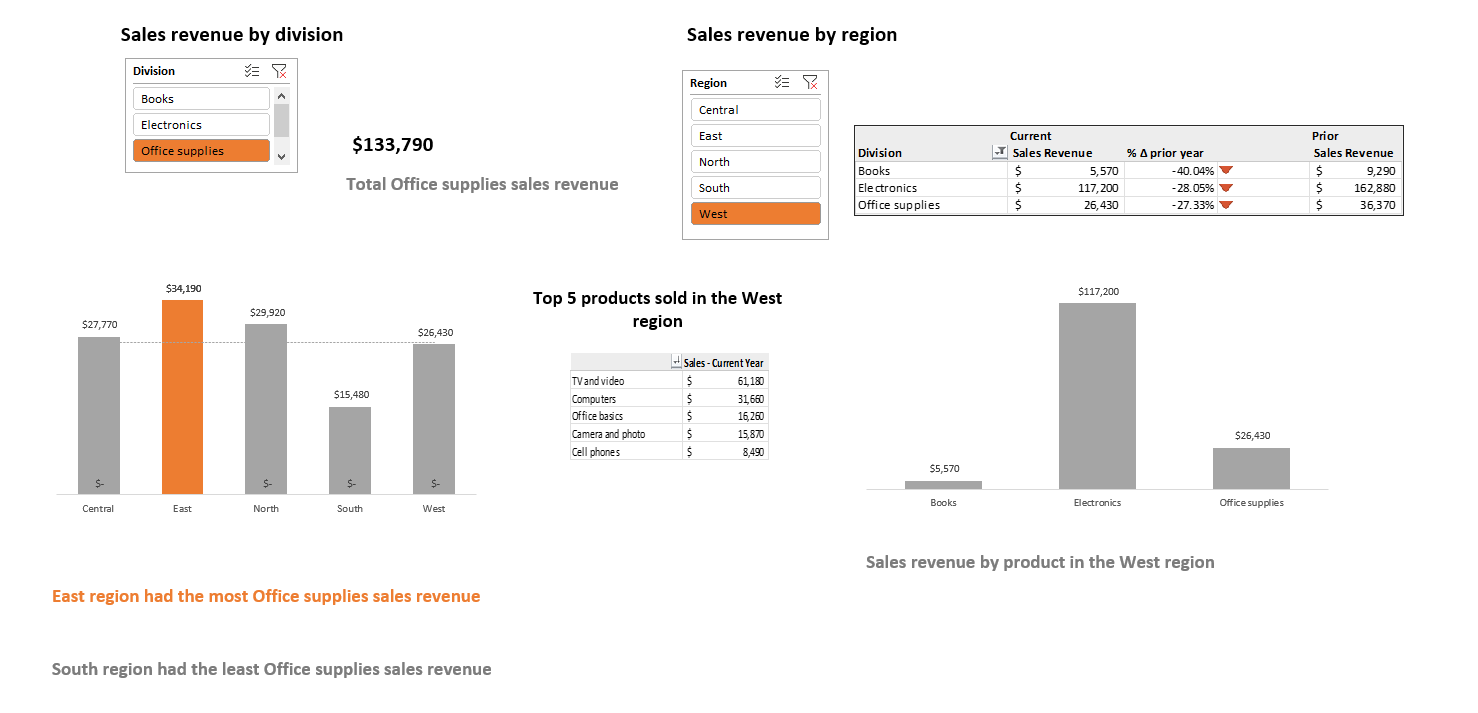 Sales revenue by division
Division
Books
Electronics
Office supplies
$133,790
Total Office supplies sales revenue
Sales revenue by region
Region
Central
East
North
South
West
Current Prior
Division Sales Revenue % Δ prior year Sales Revenue
Books $ 5,570 -40.04% $ 9,290
Electronics $ 117,200 -28.05% $ 162,880
Office supplies $ 26,430 -27.33% $ 36,370
$34,190
$29,920
$27,770
$26,430
$15,480
$- $- $- $-
Central East North South West
Top 5 products sold in the West
region
Sales - Current Year
TV and video $ 61,180
Computers $ 31,660
Office basics $ 16,260
Camera and photo $ 15,870
Cell phones $ 8,490
$117,200
$26,430
$5,570
Books Electronics Office supplies
Sales revenue by product in the West region
East region had the most Office supplies sales revenue
South region had the least Office supplies sales revenue